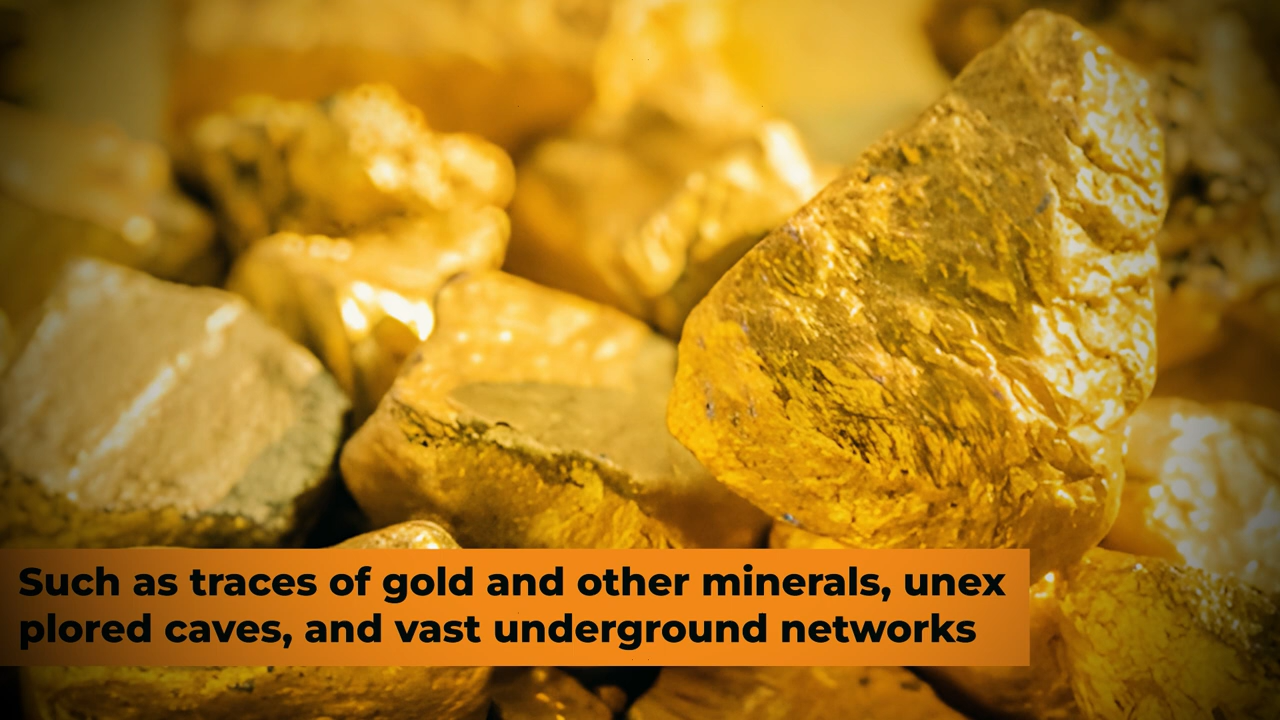 Such as traces of gold and other minerals, unex
plored caves, and vast underground networks